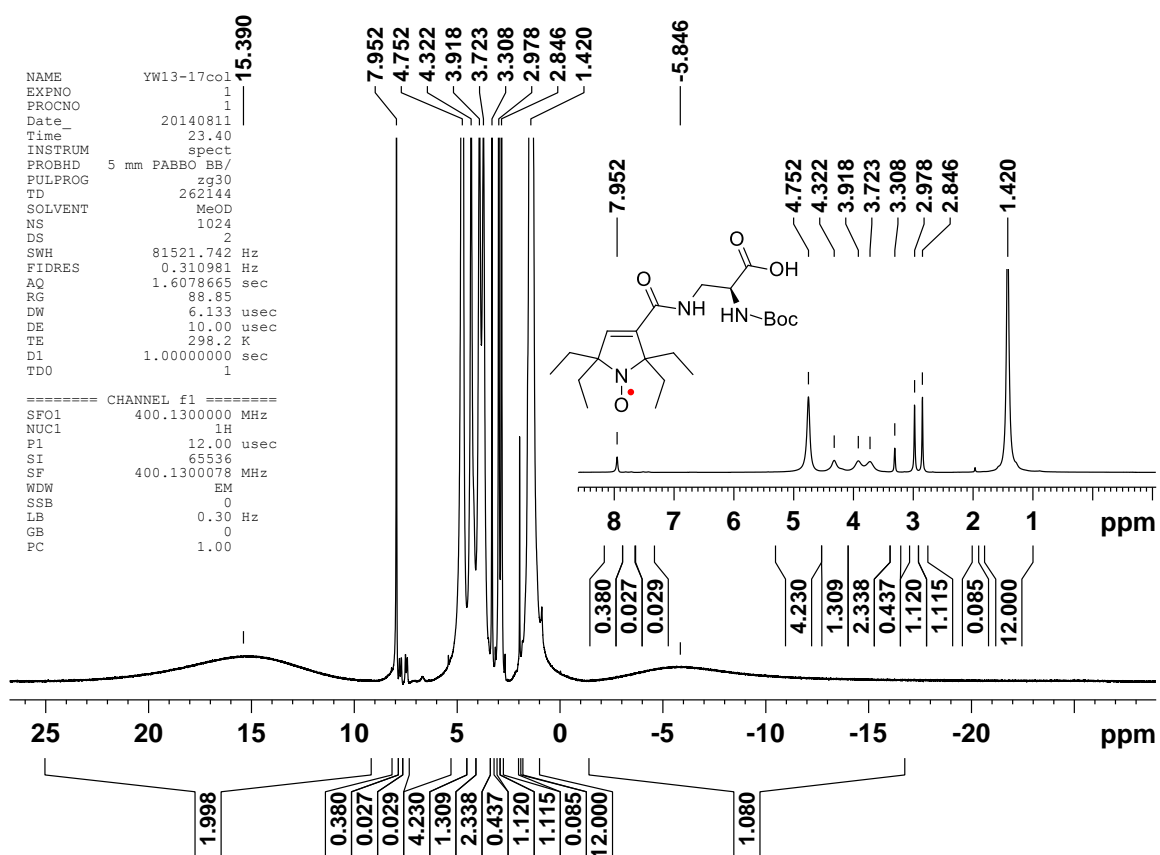 15.390
7.952
4.752
4.322
3.918
3.723
3.308
2.978
2.846
1.420
-5.846
NAME YW13-17col
EXPNO 1
PROCNO 1
Date_ 20140811
Time 23.40
INSTRUM spect
PROBHD 5 mm PABBO BB/
PULPROG zg30
TD 262144
SOLVENT MeOD
NS 1024
DS 2
SWH 81521.742 Hz
FIDRES 0.310981 Hz
AQ 1.6078665 sec
RG 88.85
DW 6.133 usec
DE 10.00 usec
TE 298.2 K
D1 1.00000000 sec
TD0 1
======== CHANNEL f1 ========
SFO1 400.1300000 MHz
NUC1 1H
P1 12.00 usec
SI 65536
SF 400.1300078 MHz
WDW EM
SSB 0
LB 0.30 Hz
GB 0
PC 1.00
7.952
4.752
4.322
3.918
3.723
3.308
2.978
2.846
1.420
O
OH
O
NH
HN
Boc
N
O
8 7 6 5 4 3 2 1 ppm
0.380
0.027
0.029
4.230
1.309
2.338
0.437
1.120
1.115
0.085
12.000
25 20 15 10 5 0 -5 -10 -15 -20 ppm
1.998
0.380
0.027
0.029
4.230
1.309
2.338
0.437
1.120
1.115
0.085
12.000
1.080